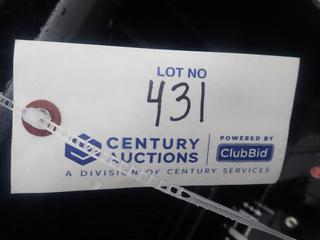 LOT NO
431
CENTURY AUCTIONS
POWERED BY
ClubBid
A DIVISION OF CENTURY SERVICES